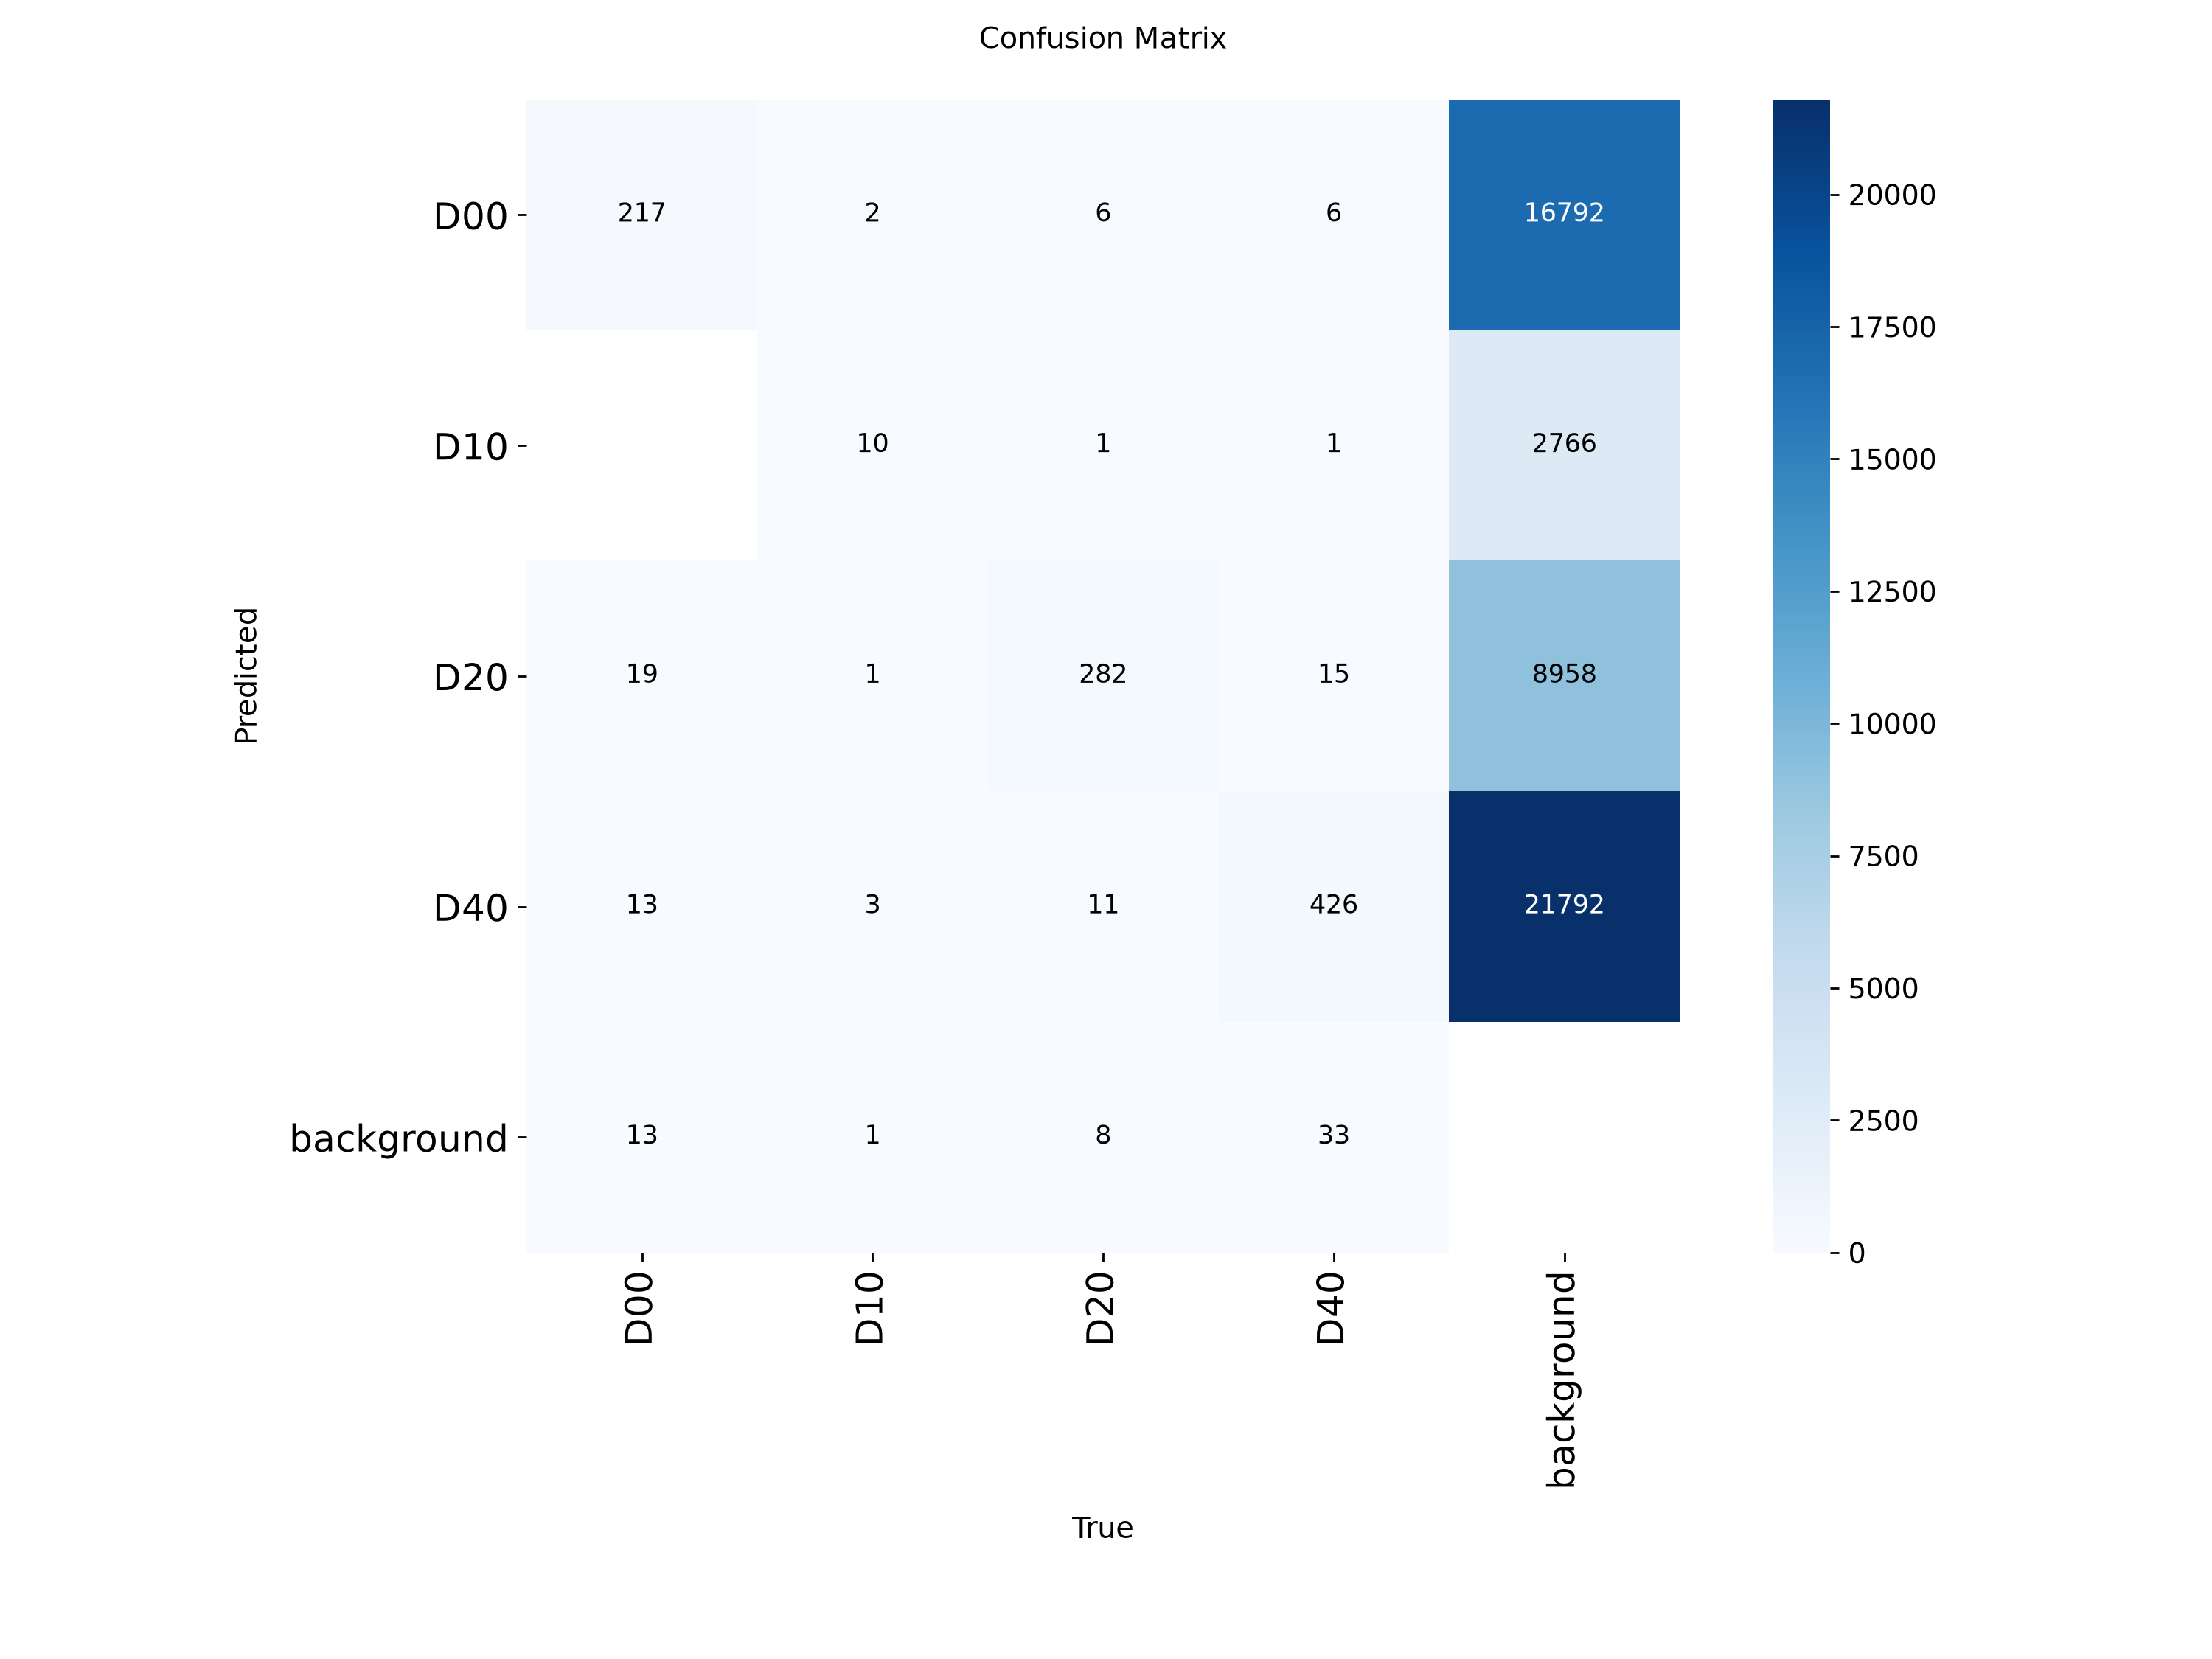 Confusion Matrix
D00 217 2 6 6 16792
D10 10 1 1 2766
D20 19 1 282 15 8958
D40 13 3 11 426 21792
background 13 1 8 33
D00 D10 D20 D40 background
True
Predicted
20000
17500
15000
12500
10000
7500
5000
2500
0